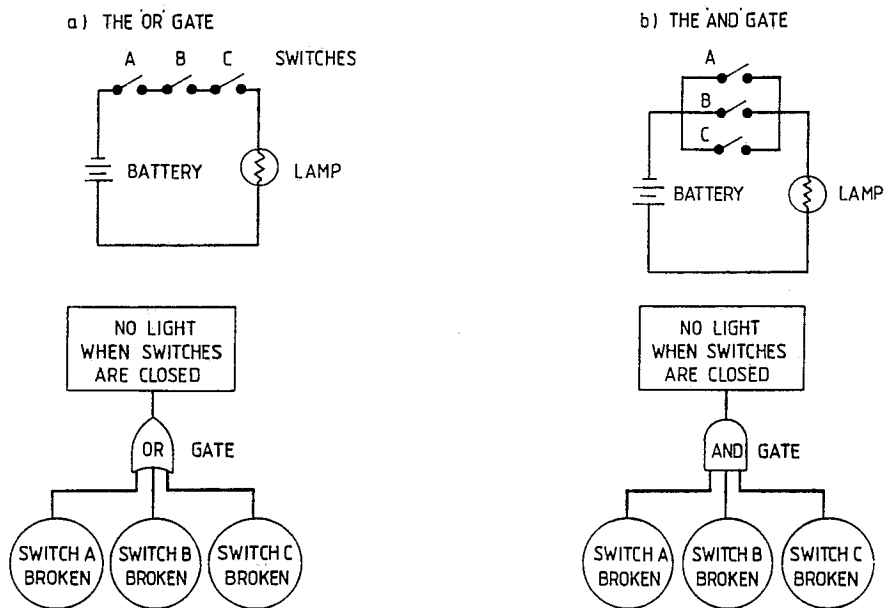 a) THE 'OR' GATE
A B C SWITCHES
BATTERY
LAMP
NO LIGHT
WHEN SWITCHES
ARE CLOSED
OR GATE
SWITCH A
BROKEN
SWITCH B
BROKEN
SWITCH C
BROKEN
b) THE 'AND' GATE
A
B
C
BATTERY
LAMP
NO LIGHT
WHEN SWITCHES
ARE CLOSED
AND GATE
SWITCH A
BROKEN
SWITCH B
BROKEN
SWITCH C
BROKEN